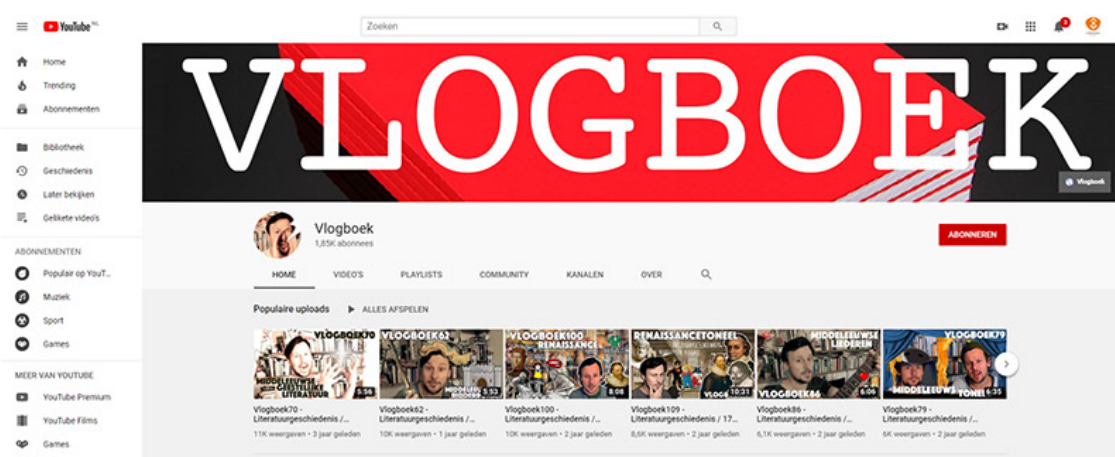 YouTube NL
Zoeken
3
Home
Trending
Abonnementen
Bibliotheek
Geschiedenis
Later bekijken
Gelikete video's
ABONNEMENTEN
Populair op YouT...
Muziek
Sport
Games
MEER VAN YOUTUBE
YouTube Premium
YouTube Films
Games
VLOGBOEK
Vlogboek
Vlogboek
1,85K abonnees
ABONNEREN
HOME VIDEO'S PLAYLISTS COMMUNITY KANALEN OVER
Populaire uploads ALLES AFSPELEN
VLOGBOEK70
MIDDELEEUWSE
GEESTELIJKE
LITERATUUR
5:56
VLOGBOEK62
5:53
VLOGBOEK100
RENAISSANCE
8:08
RENAISSANCETONEEL
10:31
MIDDELEEUWSE
LIEDEREN
VLOGBOEK86
6:06
VLOGBOEK79
MIDDELEEUWS
6:35
Vlogboek70 -
Literatuurgeschiedenis /...
11K weergaven • 3 jaar geleden
Vlogboek62 -
Literatuurgeschiedenis /...
10K weergaven • 1 jaar geleden
Vlogboek100 -
Literatuurgeschiedenis /...
10K weergaven • 2 jaar geleden
Vlogboek109 -
Literatuurgeschiedenis / 17...
8,6K weergaven • 2 jaar geleden
Vlogboek86 -
Literatuurgeschiedenis /...
6,1K weergaven • 2 jaar geleden
Vlogboek79 -
Literatuurgeschiedenis /...
6K weergaven • 2 jaar geleden